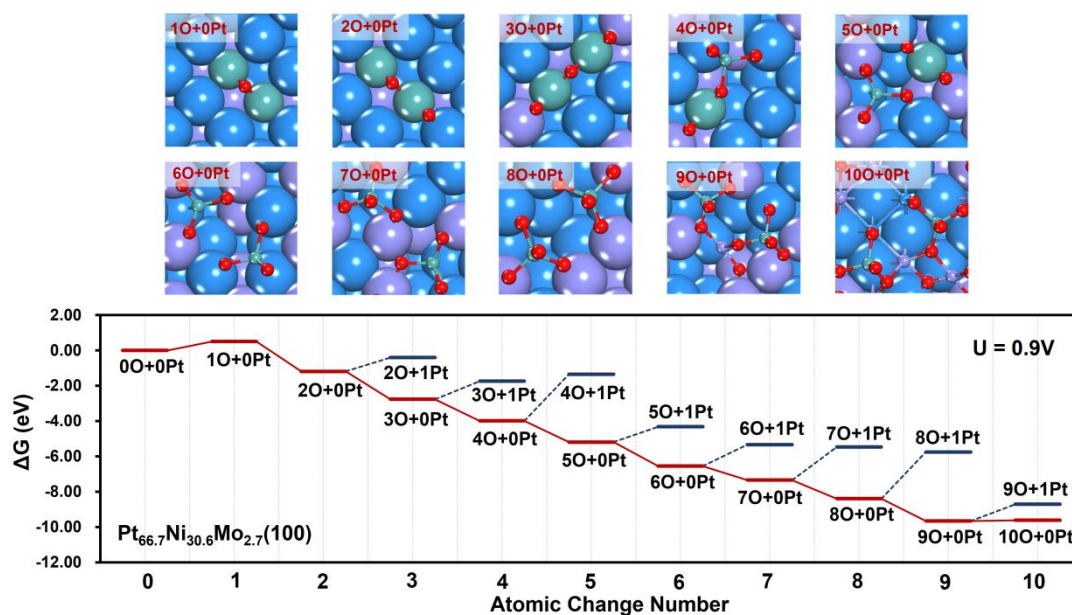 1O+0Pt
2O+0Pt
3O+0Pt
4O+0Pt
5O+0Pt
6O+0Pt
7O+0Pt
8O+0Pt
9O+0Pt
10O+0Pt
2.00
0.00
-2.00
-4.00
-6.00
-8.00
-10.00
-12.00
ΔG (eV)
U = 0.9V
0O+0Pt
1O+0Pt
2O+0Pt
2O+1Pt
3O+0Pt
3O+1Pt
4O+0Pt
4O+1Pt
5O+0Pt
5O+1Pt
6O+0Pt
6O+1Pt
7O+0Pt
7O+1Pt
8O+0Pt
8O+1Pt
9O+0Pt
9O+1Pt
10O+0Pt
Pt66.7Ni30.6Mo2.7(100)
0 1 2 3 4 5 6 7 8 9 10
Atomic Change Number